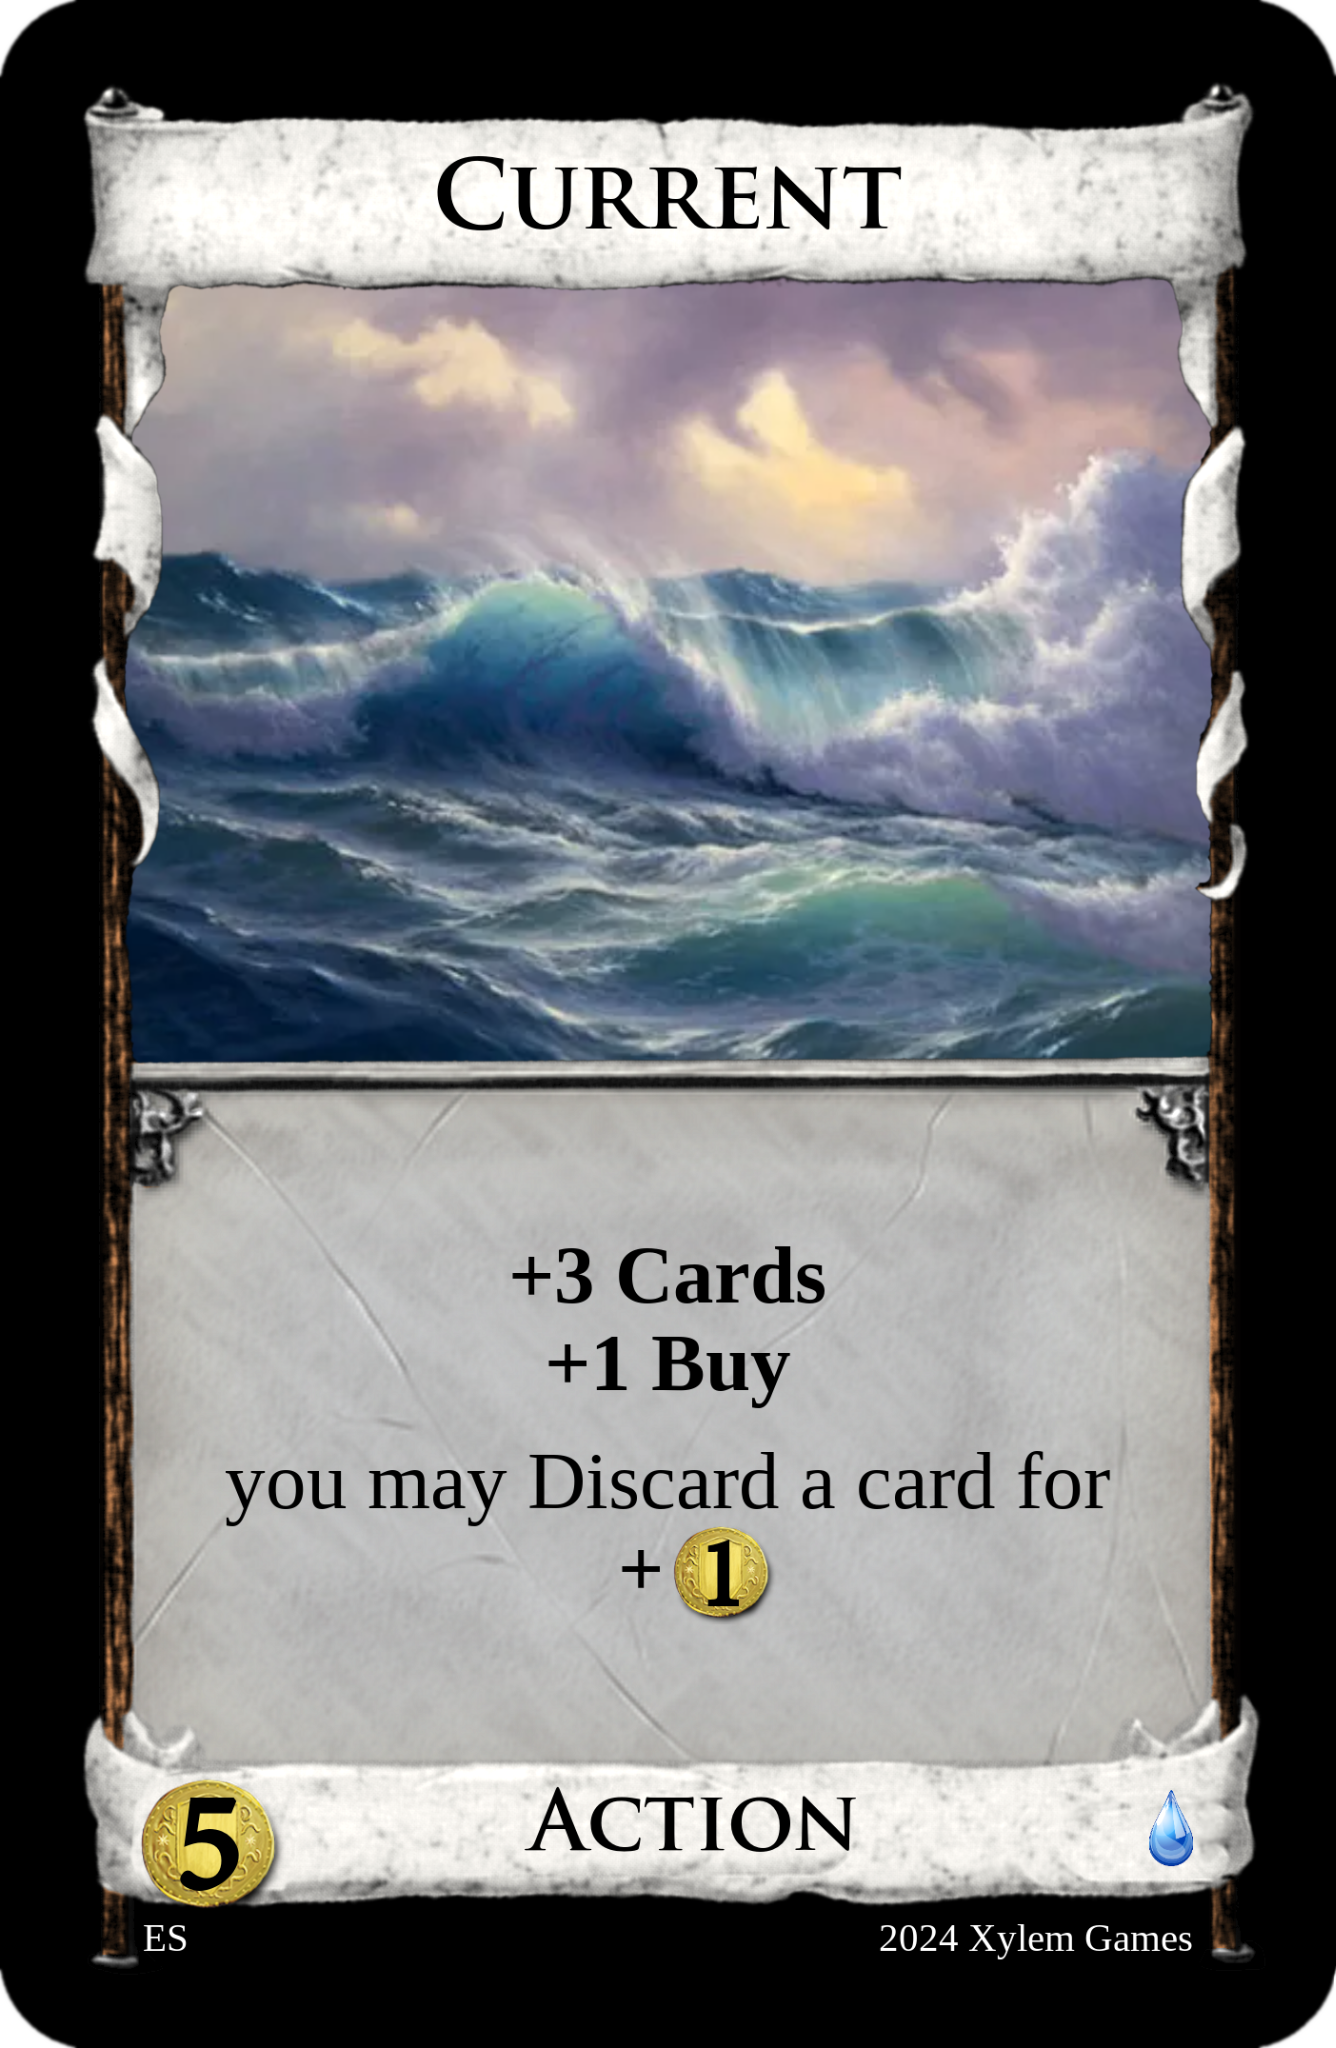 Current
+3 Cards
+1 Buy
you may Discard a card for
+ 1
5
Action
ES
2024 Xylem Games